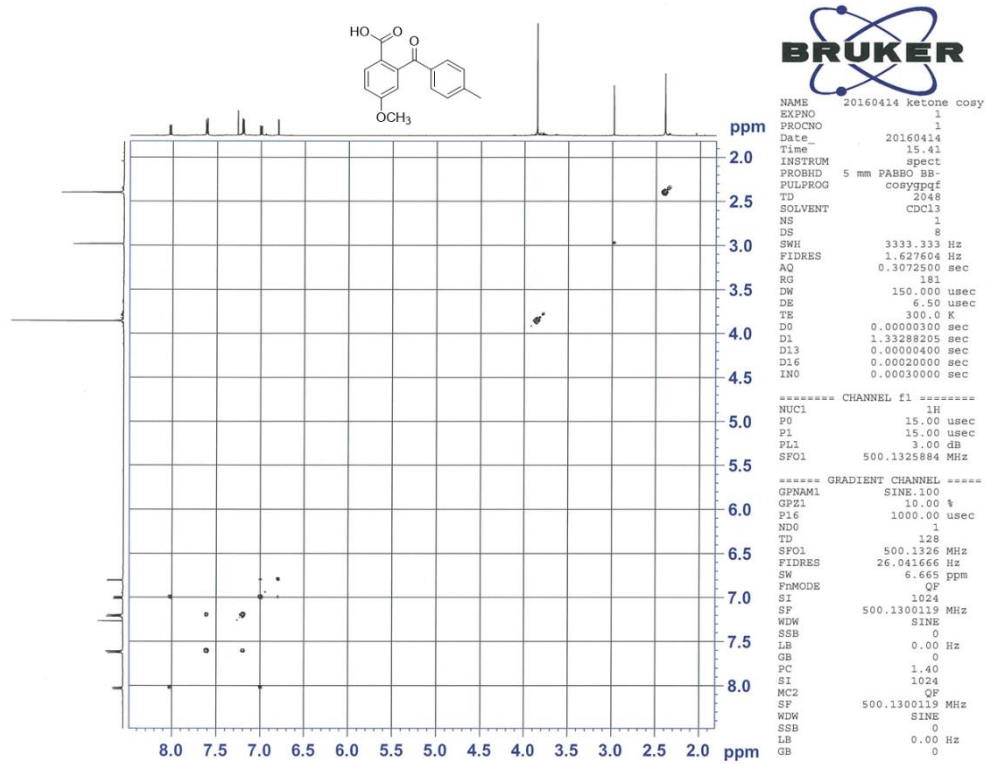 HO
O
O
OCH3
BRUKER
NAME 20160414 ketone cosy
EXPNO 1
PROCNO 1
Date_ 20160414
Time 15.41
INSTRUM spect
PROBHD 5 mm PABBO BB-
PULPROG cosygpqf
TD 2048
SOLVENT CDCl3
NS 1
DS 8
SWH 3333.333 Hz
FIDRES 1.627604 Hz
AQ 0.3072500 sec
RG 181
DW 150.000 usec
DE 6.50 usec
TE 300.0 K
D0 0.00000300 sec
D1 1.33288205 sec
D13 0.00000400 sec
D16 0.00020000 sec
IN0 0.00030000 sec
======== CHANNEL f1 ========
NUC1 1H
P0 15.00 usec
P1 15.00 usec
PL1 3.00 dB
SFO1 500.1325884 MHz
====== GRADIENT CHANNEL =====
GPNAM1 SINE.100
GPZ1 10.00 %
P16 1000.00 usec
ND0 1
TD 128
SFO1 500.1326 MHz
FIDRES 26.041666 Hz
SW 6.665 ppm
FnMODE QF
SI 1024
SF 500.1300119 MHz
WDW SINE
SSB 0
LB 0.00 Hz
GB 0
PC 1.40
SI 1024
MC2 QF
SF 500.1300119 MHz
WDW SINE
SSB 0
LB 0.00 Hz
GB 0
ppm
2.0
2.5
3.0
3.5
4.0
4.5
5.0
5.5
6.0
6.5
7.0
7.5
8.0
8.0 7.5 7.0 6.5 6.0 5.5 5.0 4.5 4.0 3.5 3.0 2.5 2.0 ppm